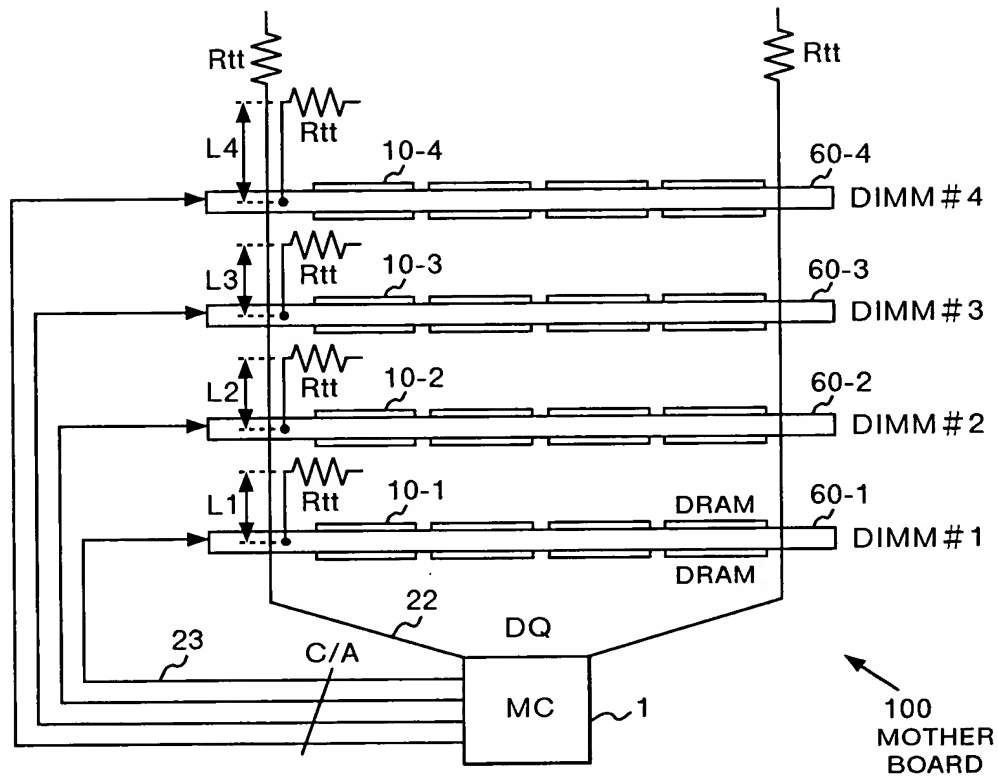 Rtt
Rtt
L4
Rtt
10-4
60-4
DIMM#4
L3
Rtt
10-3
60-3
DIMM#3
L2
Rtt
10-2
60-2
DIMM#2
L1
Rtt
10-1
DRAM
60-1
DIMM#1
DRAM
22
DQ
23
C/A
MC
1
100
MOTHER
BOARD